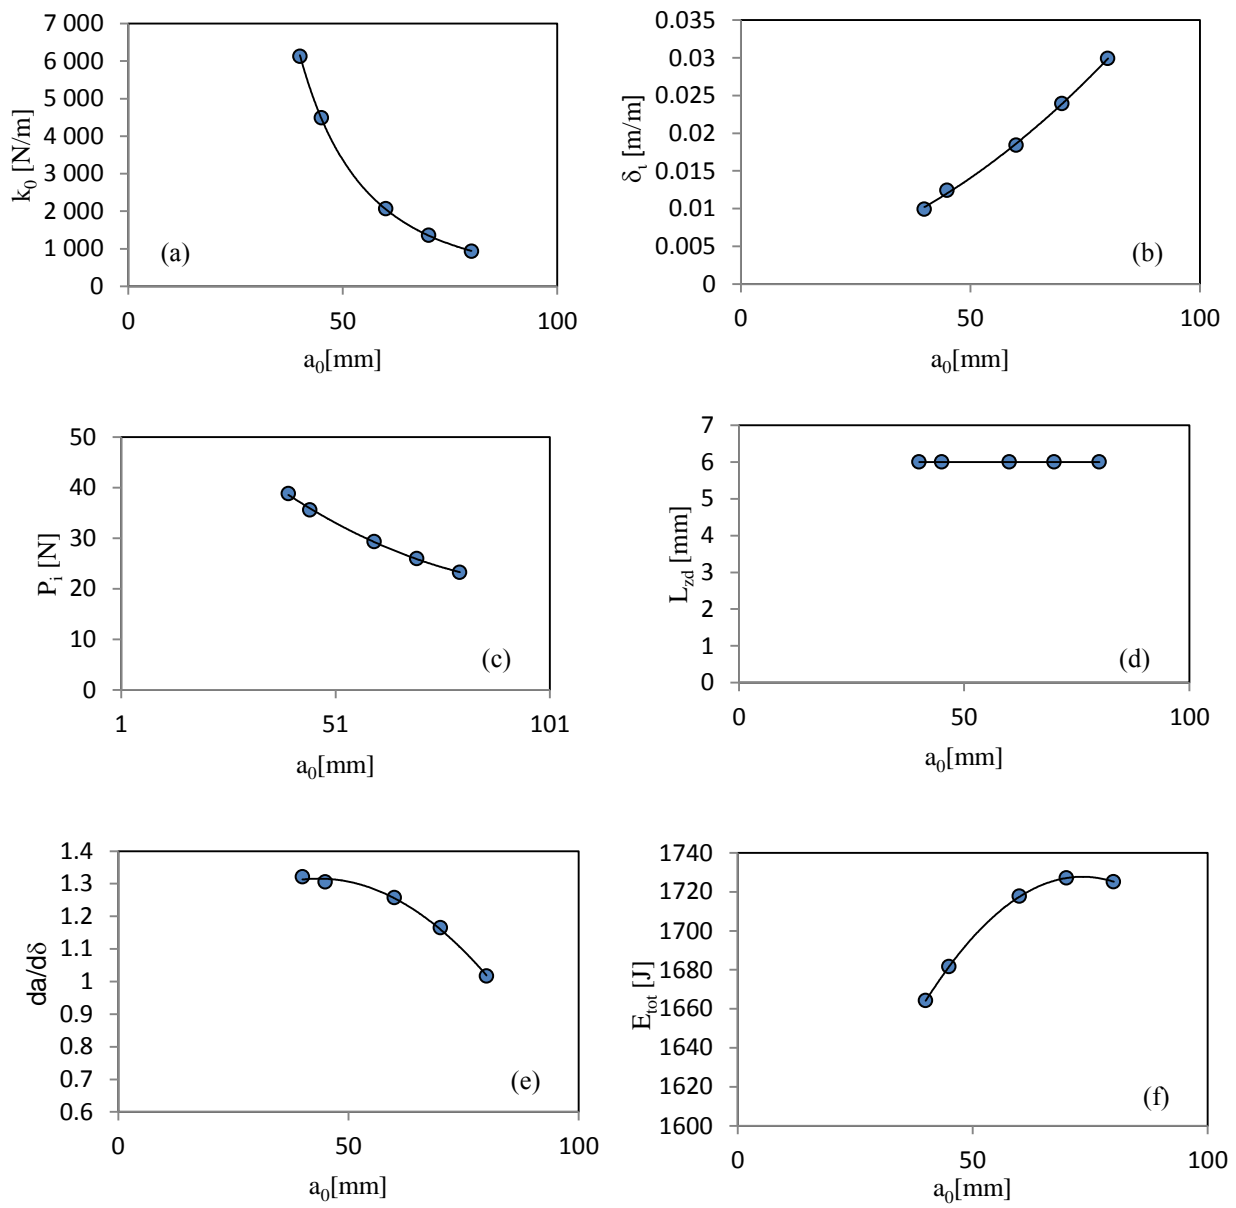 7 000
6 000
5 000
4 000
3 000
2 000
1 000
0
k₀ [N/m]
(a)
0 50 100
a₀[mm]
0.035
0.03
0.025
0.02
0.015
0.01
0.005
0
δι [m/m]
(b)
0 50 100
a₀[mm]
50
40
30
20
10
0
Pᵢ [N]
(c)
1 51 101
a₀[mm]
7
6
5
4
3
2
1
0
Lzd [mm]
(d)
0 50 100
a₀[mm]
1.4
1.3
1.2
1.1
1
0.9
0.8
0.7
0.6
da/dδ
(e)
0 50 100
a₀[mm]
1740
1720
1700
1680
1660
1640
1620
1600
Etot [J]
(f)
0 50 100
a₀[mm]